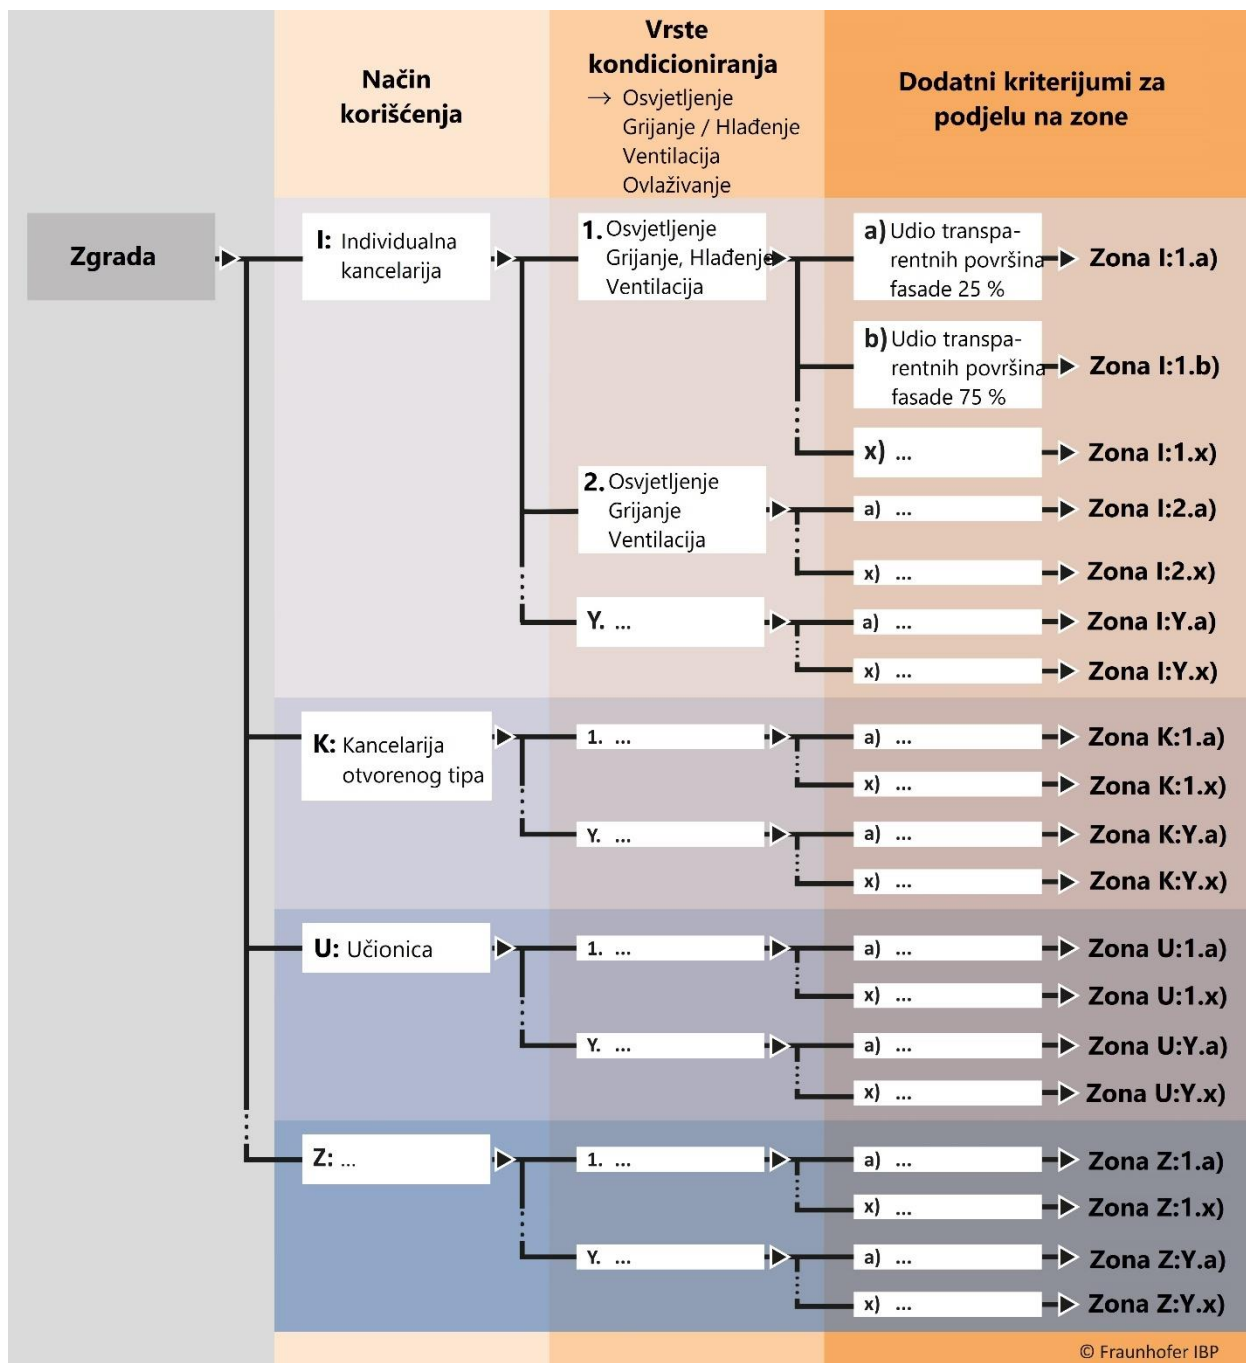 Način
korišćenja
Vrste
kondicioniranja
→ Osvjetljenje
Grijanje / Hlađenje
Ventilacija
Ovlaživanje
Dodatni kriterijumi za
podjelu na zone
Zgrada
I: Individualna
kancelarija
1. Osvjetljenje
Grijanje, Hlađenje
Ventilacija
a) Udio transpa-
rentnih površina
fasade 25 %
Zona I:1.a)
b) Udio transpa-
rentnih površina
fasade 75 %
Zona I:1.b)
x) ...
Zona I:1.x)
2. Osvjetljenje
Grijanje
Ventilacija
a) ...
Zona I:2.a)
x) ...
Zona I:2.x)
Y. ...
a) ...
Zona I:Y.a)
x) ...
Zona I:Y.x)
K: Kancelarija
otvorenog tipa
1. ...
a) ...
Zona K:1.a)
x) ...
Zona K:1.x)
Y. ...
a) ...
Zona K:Y.a)
x) ...
Zona K:Y.x)
U: Učionica
1. ...
a) ...
Zona U:1.a)
x) ...
Zona U:1.x)
Y. ...
a) ...
Zona U:Y.a)
x) ...
Zona U:Y.x)
Z: ...
1. ...
a) ...
Zona Z:1.a)
x) ...
Zona Z:1.x)
Y. ...
a) ...
Zona Z:Y.a)
x) ...
Zona Z:Y.x)
© Fraunhofer IBP